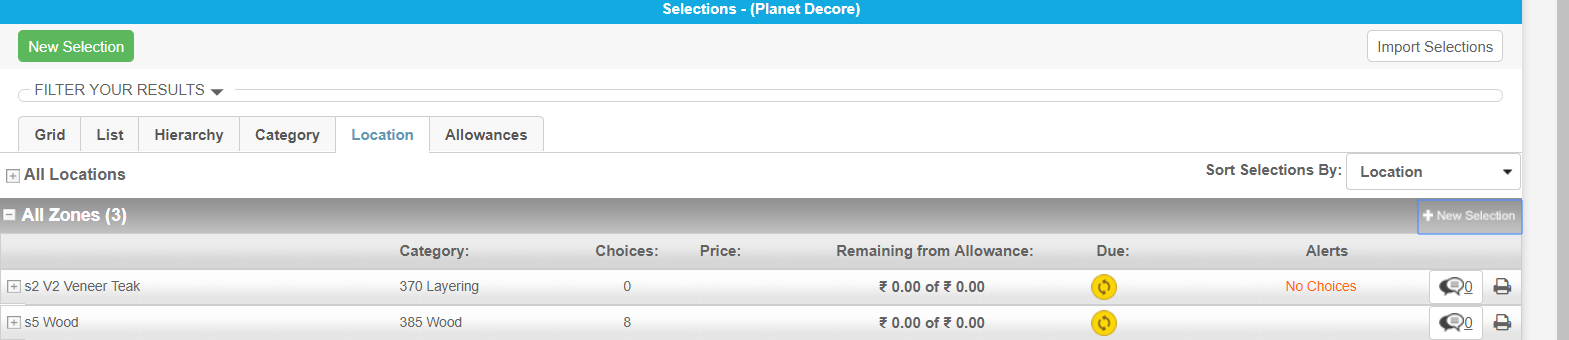 Selections - (Planet Decore)
New Selection
Import Selections
FILTER YOUR RESULTS
Grid List Hierarchy Category Location Allowances
All Locations
Sort Selections By: Location
All Zones (3)
New Selection
Category: Choices: Price: Remaining from Allowance: Due: Alerts
s2 V2 Veneer Teak 370 Layering 0 ₹ 0.00 of ₹ 0.00 No Choices 0
s5 Wood 385 Wood 8 ₹ 0.00 of ₹ 0.00 0